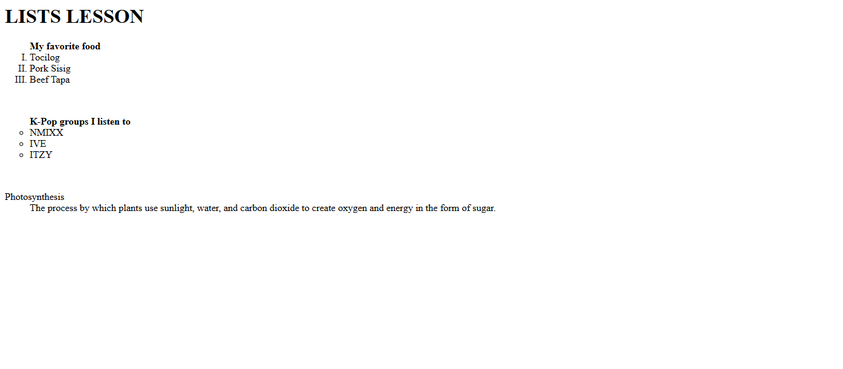 LISTS LESSON
My favorite food
I. Tocilog
II. Pork Sisig
III. Beef Tapa
K-Pop groups I listen to
NMIXX
IVE
ITZY
Photosynthesis
The process by which plants use sunlight, water, and carbon dioxide to create oxygen and energy in the form of sugar.